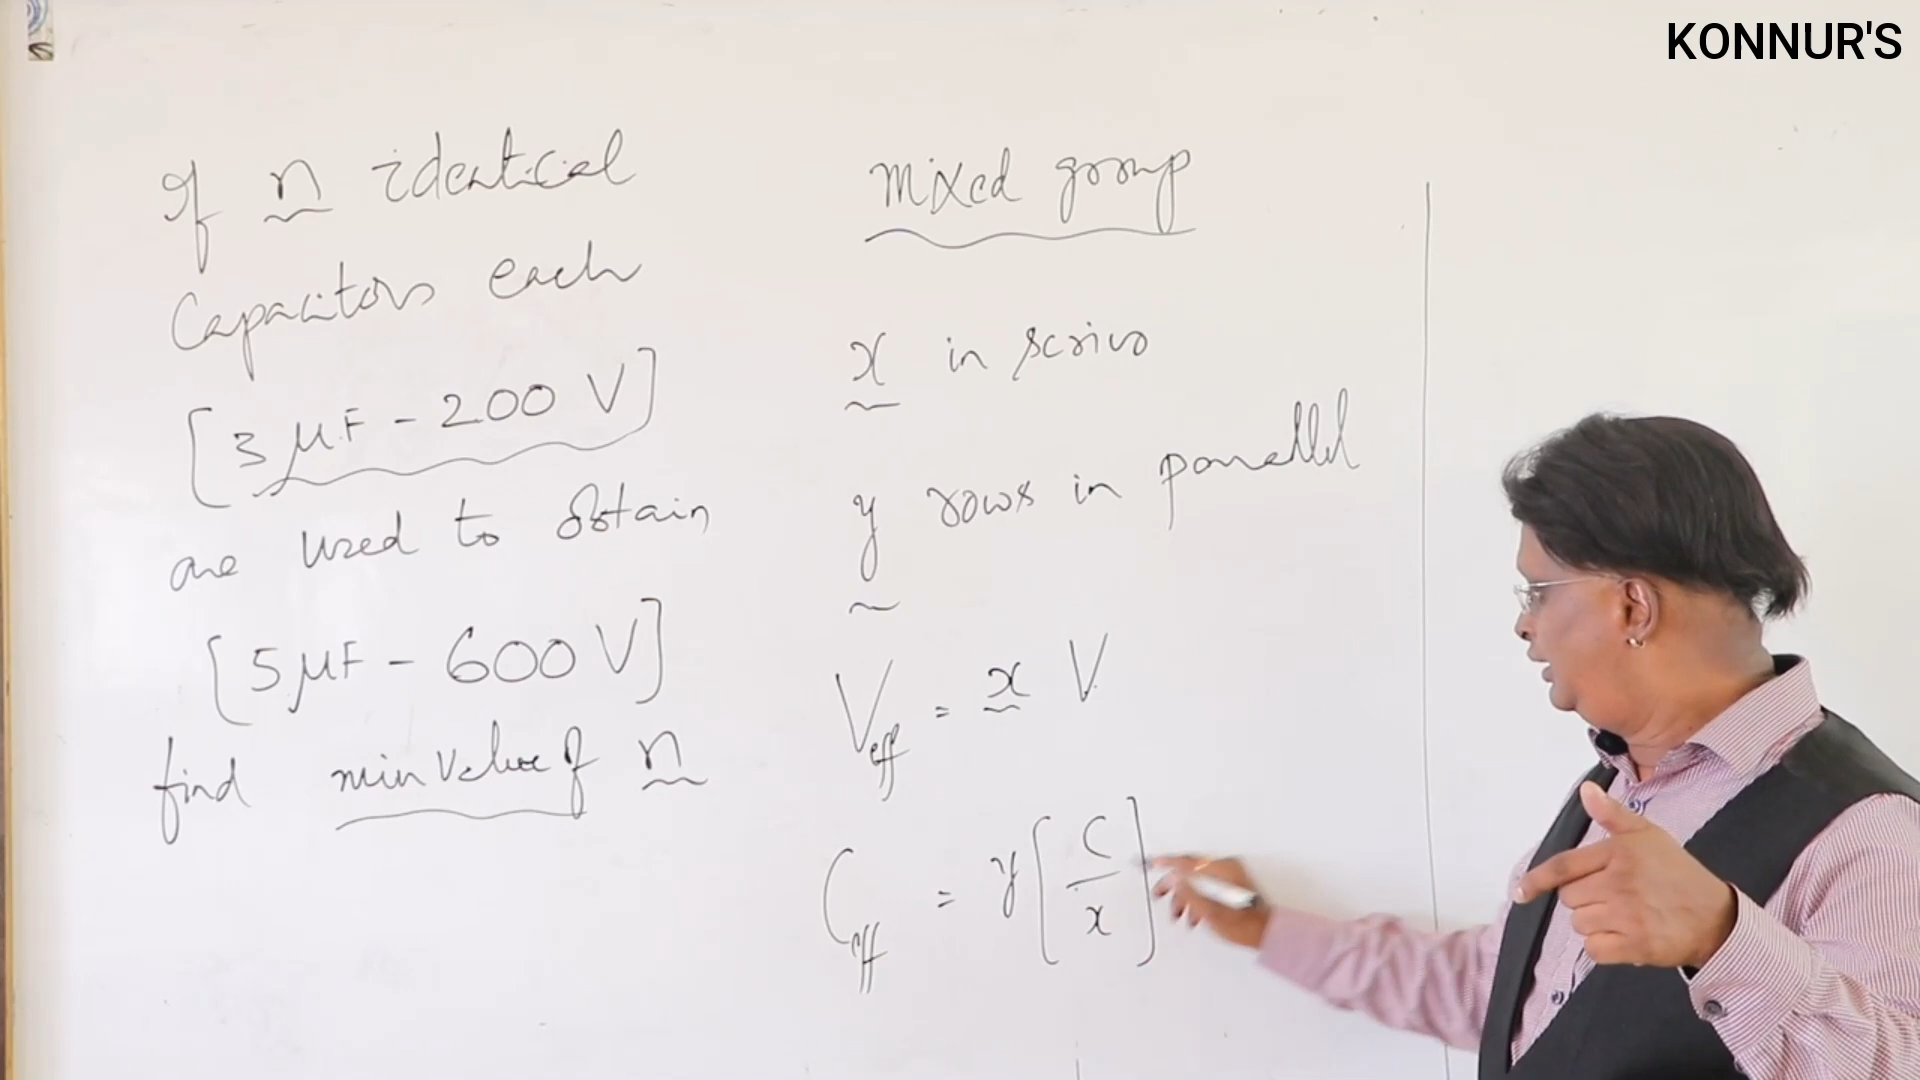 KONNUR'S
If n identical
Capacitors each
[3 μF - 200 V]
are used to obtain
[5 μF - 600 V]
find min value of n
mixed group
x in series
y rows in parallel
V_eff = x V
C_eff = y [C/x]